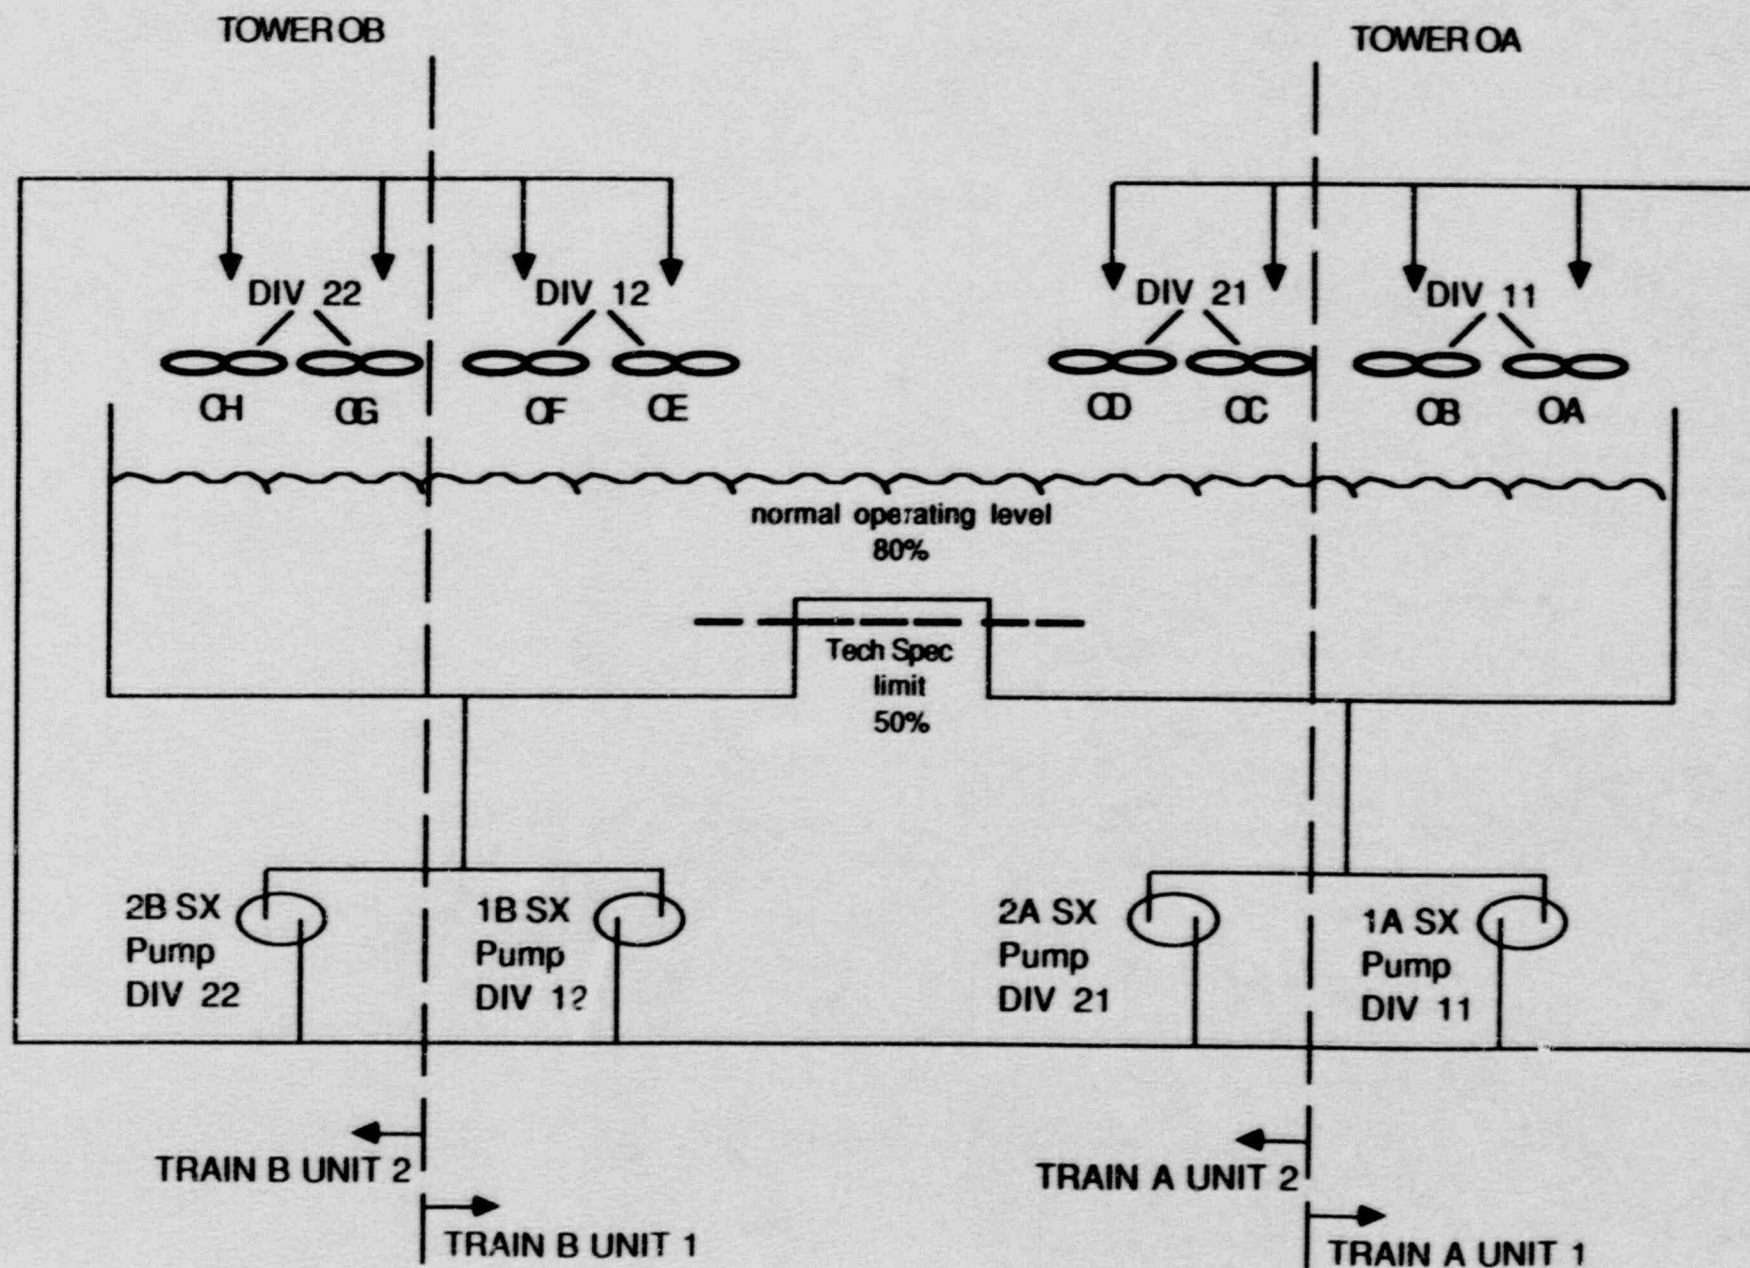 TOWER OB
TOWER OA
DIV 22
DIV 12
DIV 21
DIV 11
OH
OG
OF
OE
OD
OC
OB
OA
normal operating level
80%
Tech Spec
limit
50%
2B SX
Pump
DIV 22
1B SX
Pump
DIV 12
2A SX
Pump
DIV 21
1A SX
Pump
DIV 11
TRAIN B UNIT 2
TRAIN B UNIT 1
TRAIN A UNIT 2
TRAIN A UNIT 1